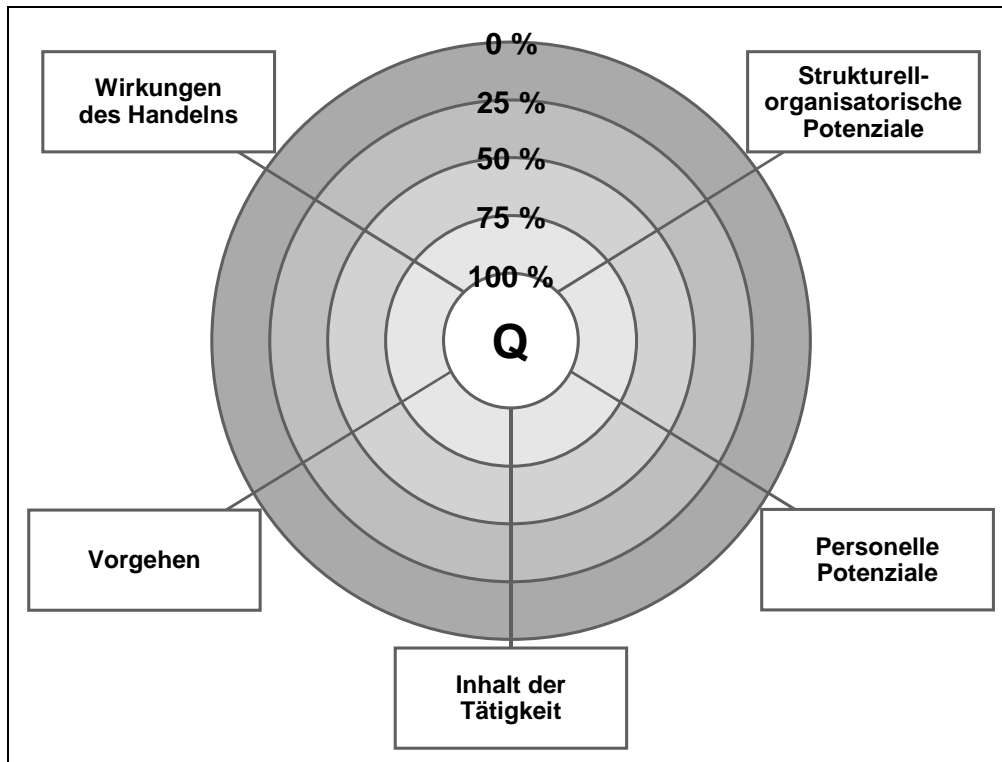 0 %
Wirkungen
des Handelns
Strukturell-
organisatorische
Potenziale
25 %
50 %
75 %
100 %
Q
Vorgehen
Personelle
Potenziale
Inhalt der
Tätigkeit